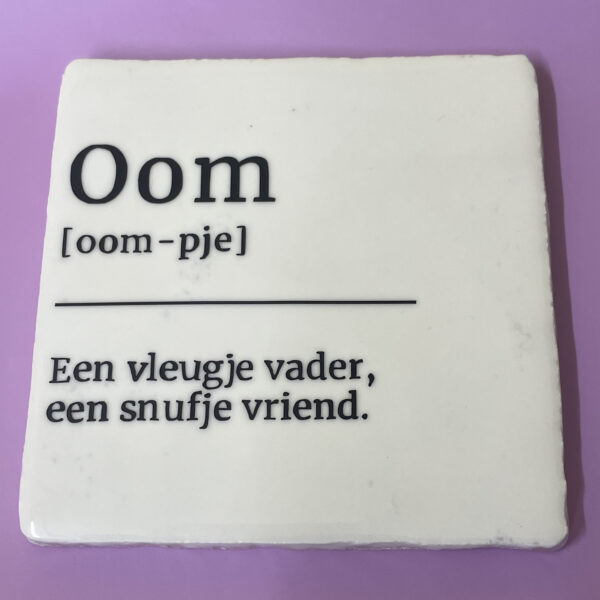 Oom
[oom-pje]
Een vleugje vader,
een snufje vriend.